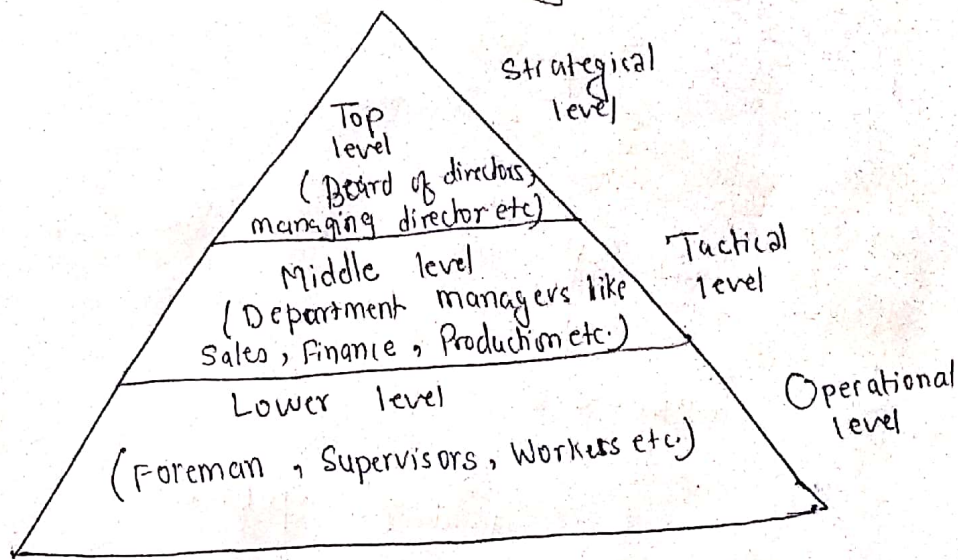 Top
level
(Board of directors,
managing director etc)
Strategical
level
Middle level
(Department managers like
Sales, Finance, Production etc.)
Tactical
level
Lower level
(Foreman, Supervisors, Workers etc.)
Operational
level